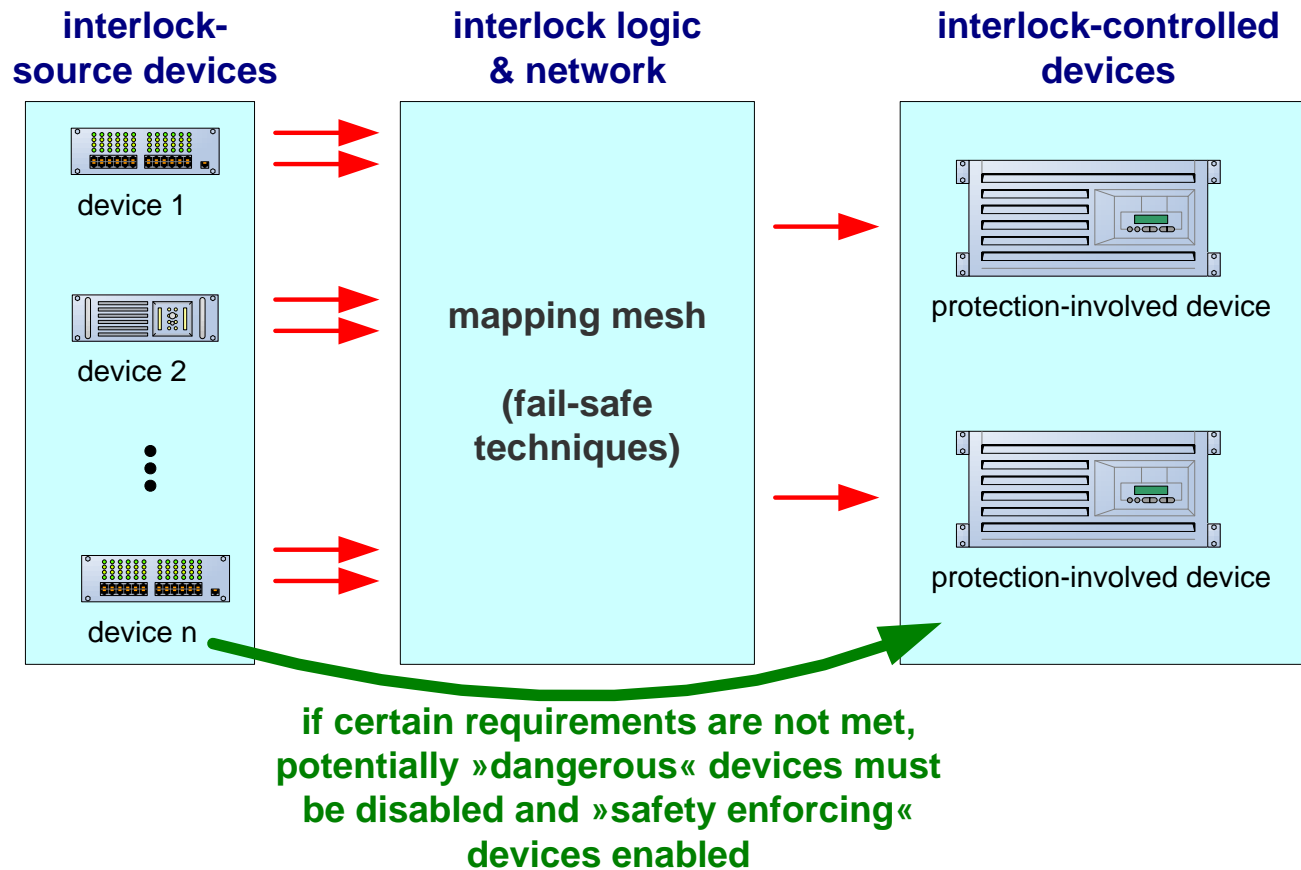 interlock-
source devices
interlock logic
& network
interlock-controlled
devices
device 1
device 2
device n
mapping mesh
(fail-safe
techniques)
protection-involved device
protection-involved device
if certain requirements are not met,
potentially »dangerous« devices must
be disabled and »safety enforcing«
devices enabled